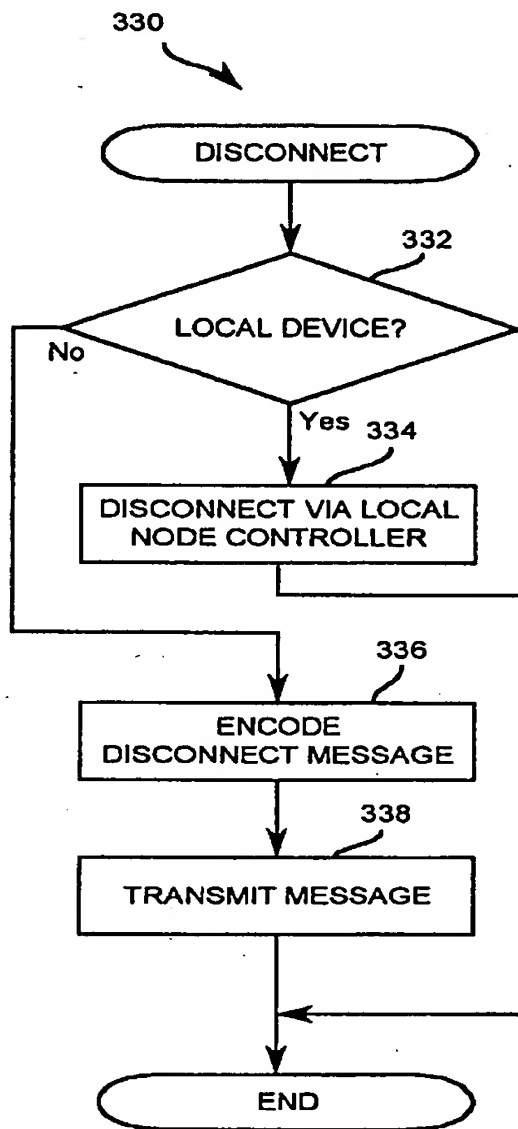 330
DISCONNECT
332
LOCAL DEVICE?
No
Yes
334
DISCONNECT VIA LOCAL
NODE CONTROLLER
336
ENCODE
DISCONNECT MESSAGE
338
TRANSMIT MESSAGE
END